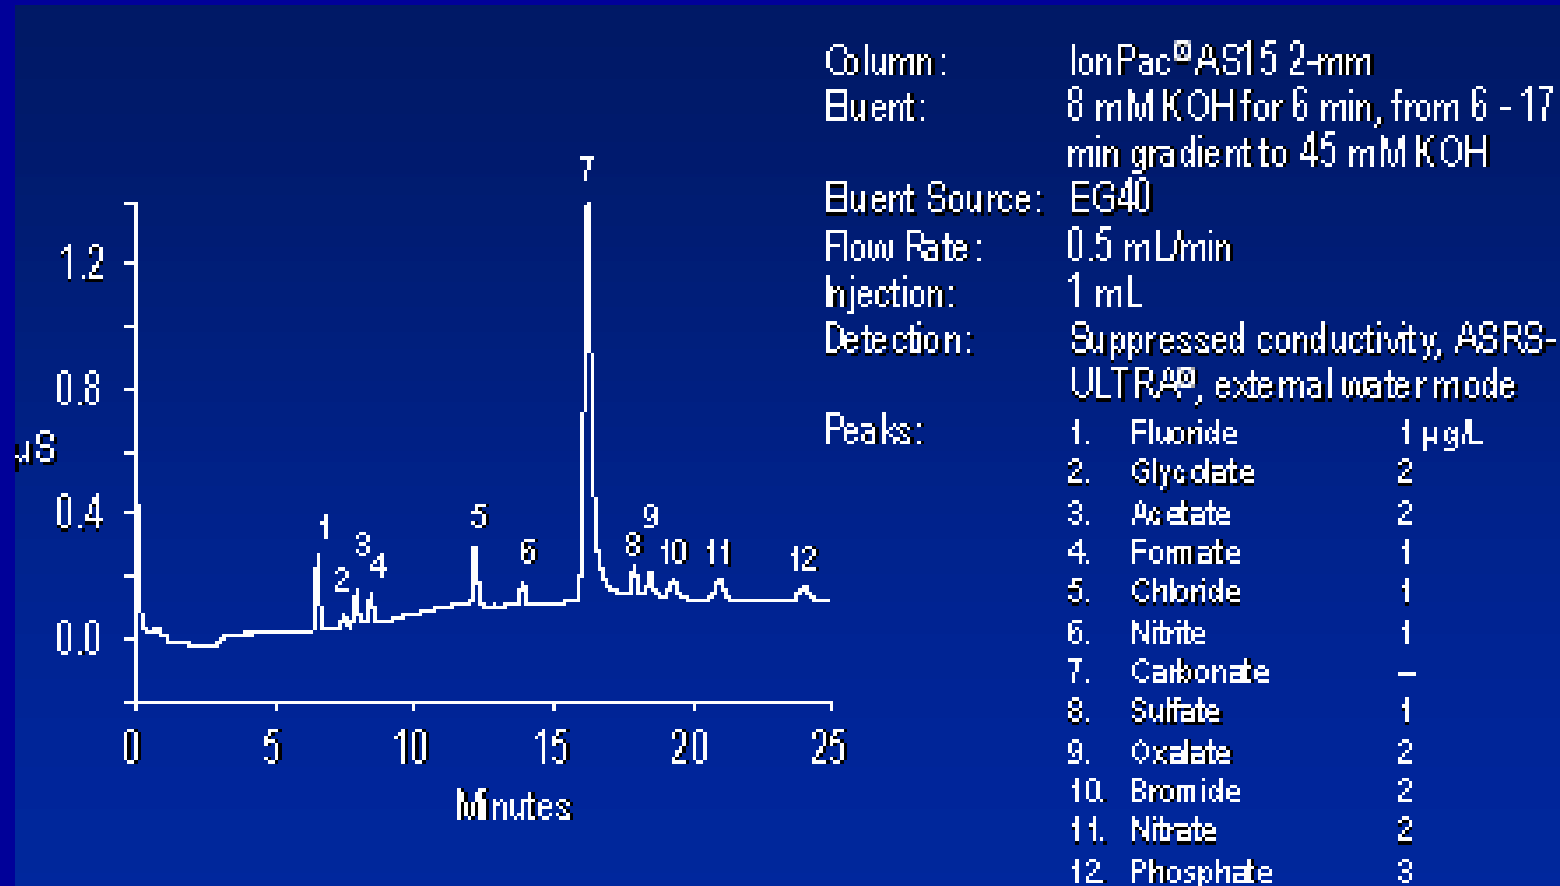 Column: IonPac® AS15 2-mm
Eluent: 8 mM KOH for 6 min, from 6 - 17
min gradient to 45 mM KOH
Eluent Source: EG40
Flow Rate: 0.5 mL/min
Injection: 1 mL
Detection: Suppressed conductivity, ASRS-
ULTRA®, external water mode
Peaks:
1. Fluoride 1 µg/L
2. Glycolate 2
3. Acetate 2
4. Formate 1
5. Chloride 1
6. Nitrite 1
7. Carbonate –
8. Sulfate 1
9. Oxalate 2
10. Bromide 2
11. Nitrate 2
12. Phosphate 3
µS
1.2
0.8
0.4
0.0
1
2
3
4
5
6
7
8
9
10
11
12
0 5 10 15 20 25
Minutes